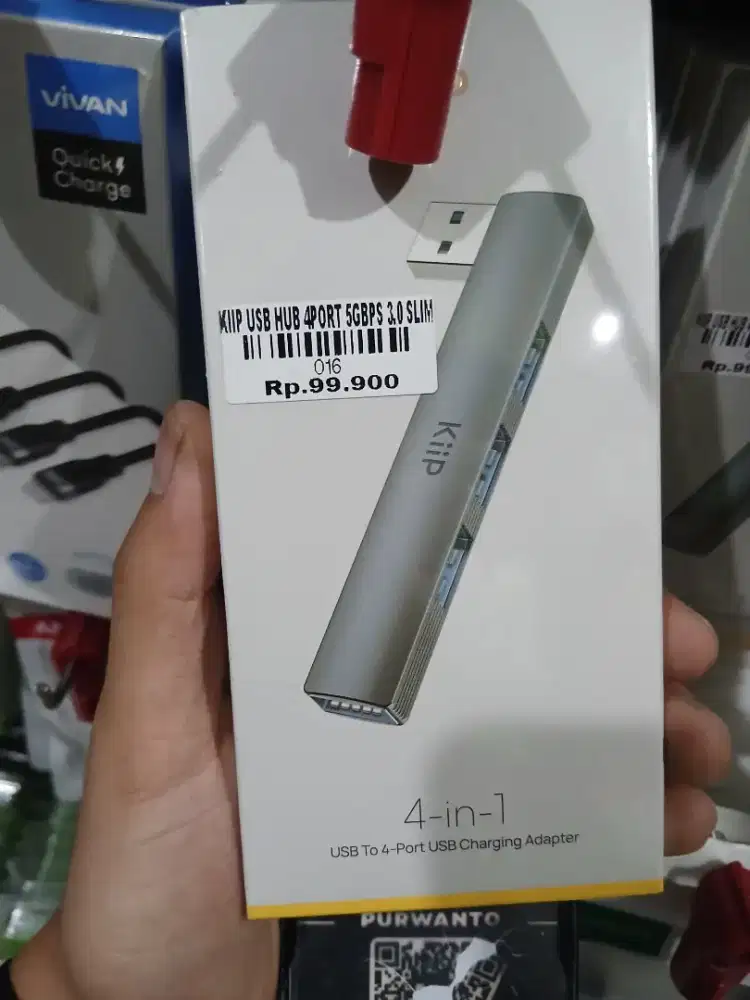 VIVAN
Quick
Charge
KIIP USB HUB 4PORT 5GBPS 3.0 SLIM
016
Rp.99.900
Kiip
4-in-1
USB To 4-Port USB Charging Adapter
PURWANTO